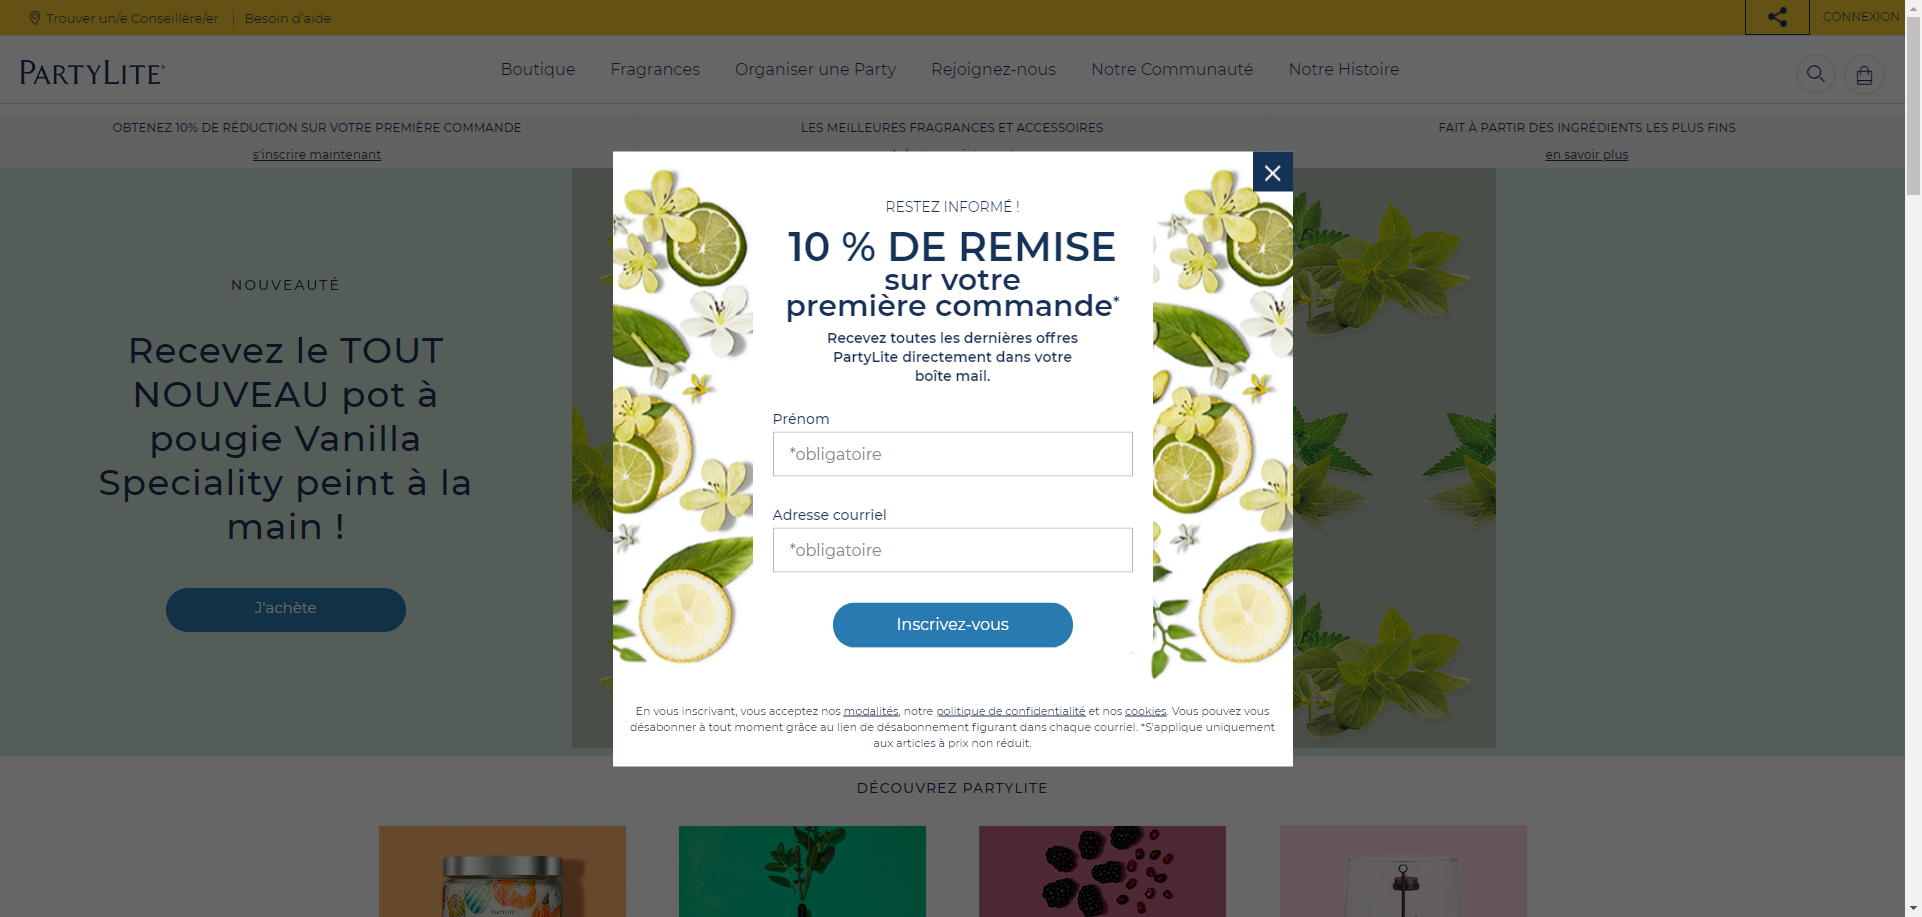 Trouver un/e Conseillère/er
Besoin d'aide
CONNEXION
PARTYLITE
Boutique
Fragrances
Organiser une Party
Rejoignez-nous
Notre Communauté
Notre Histoire
OBTENEZ 10% DE RÉDUCTION SUR VOTRE PREMIÈRE COMMANDE
s'inscrire maintenant
LES MEILLEURES FRAGRANCES ET ACCESSOIRES
FAIT À PARTIR DES INGRÉDIENTS LES PLUS FINS
en savoir plus
NOUVEAUTÉ
Recevez le TOUT
NOUVEAU pot à
pougie Vanilla
Speciality peint à la
main !
J'achète
RESTEZ INFORMÉ !
10 % DE REMISE
sur votre
première commande*
Recevez toutes les dernières offres
PartyLite directement dans votre
boîte mail.
Prénom
*obligatoire
Adresse courriel
*obligatoire
Inscrivez-vous
En vous inscrivant, vous acceptez nos modalités, notre politique de confidentialité et nos cookies. Vous pouvez vous
désabonner à tout moment grâce au lien de désabonnement figurant dans chaque courriel. *S'applique uniquement
aux articles à prix non réduit.
DÉCOUVREZ PARTYLITE
PARTYLITE